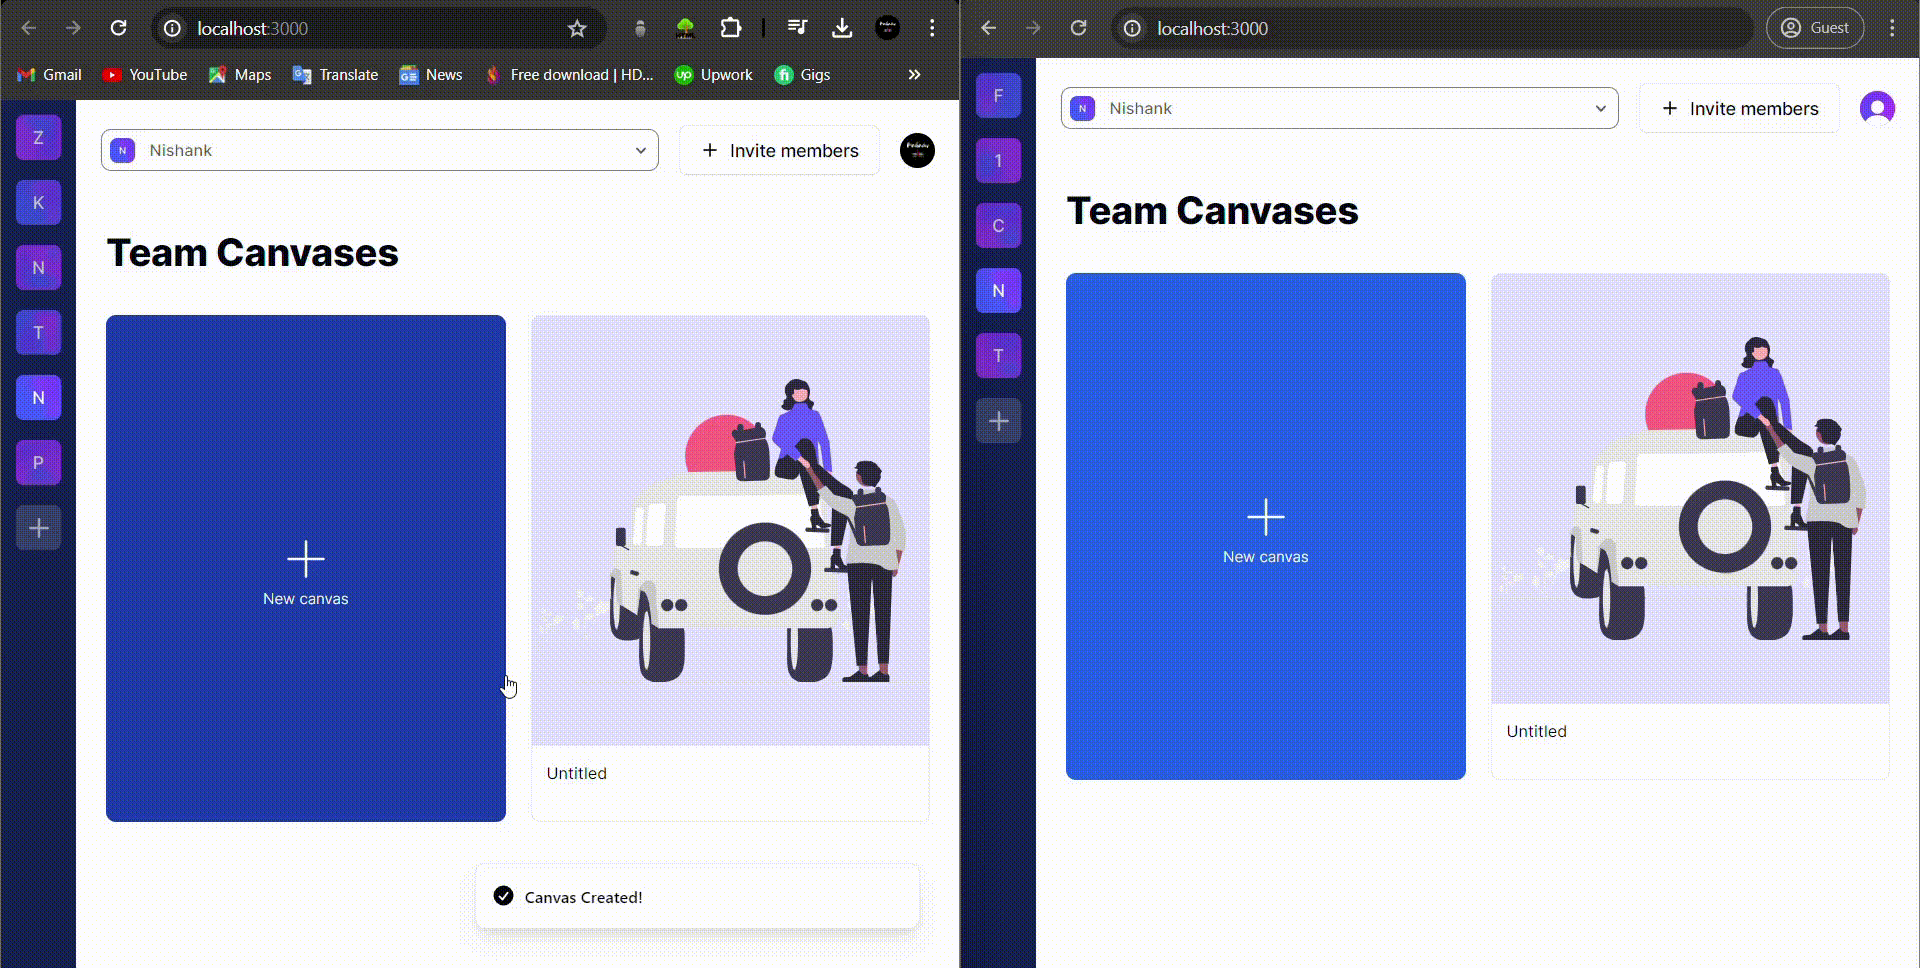 localhost:3000
Gmail YouTube Maps Translate News Free download | HD... Upwork Gigs »
Z
K
N
T
N
P
N Nishank
Invite members
Team Canvases
New canvas
Untitled
Canvas Created!
localhost:3000 Guest
F
1
C
N
T
N Nishank
Invite members
Team Canvases
New canvas
Untitled